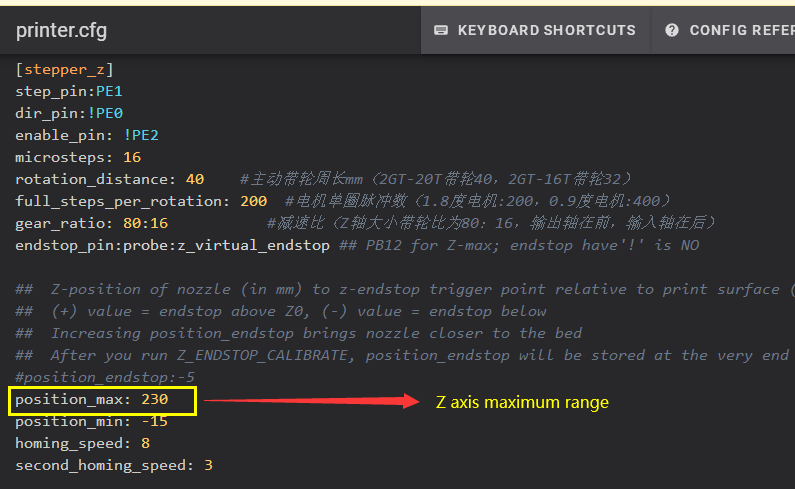 printer.cfg
KEYBOARD SHORTCUTS
CONFIG REFER
[stepper_z]
step_pin:PE1
dir_pin:!PE0
enable_pin: !PE2
microsteps: 16
rotation_distance: 40 #主动带轮周长mm（2GT-20T带轮40，2GT-16T带轮32）
full_steps_per_rotation: 200 #电机单圈脉冲数（1.8度电机:200，0.9度电机:400）
gear_ratio: 80:16 #减速比（Z轴大小带轮比为80：16，输出轴在前，输入轴在后）
endstop_pin:probe:z_virtual_endstop ## PB12 for Z-max; endstop have'!' is NO
## Z-position of nozzle (in mm) to z-endstop trigger point relative to print surface (
## (+) value = endstop above Z0, (-) value = endstop below
## Increasing position_endstop brings nozzle closer to the bed
## After you run Z_ENDSTOP_CALIBRATE, position_endstop will be stored at the very end
#position_endstop:-5
position_max: 230
Z axis maximum range
position_min: -15
homing_speed: 8
second_homing_speed: 3